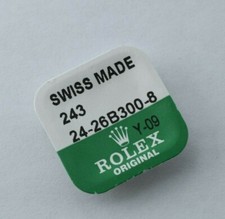 SWISS MADE
243
24-26B300-8
Y-09
ROLEX
ORIGINAL